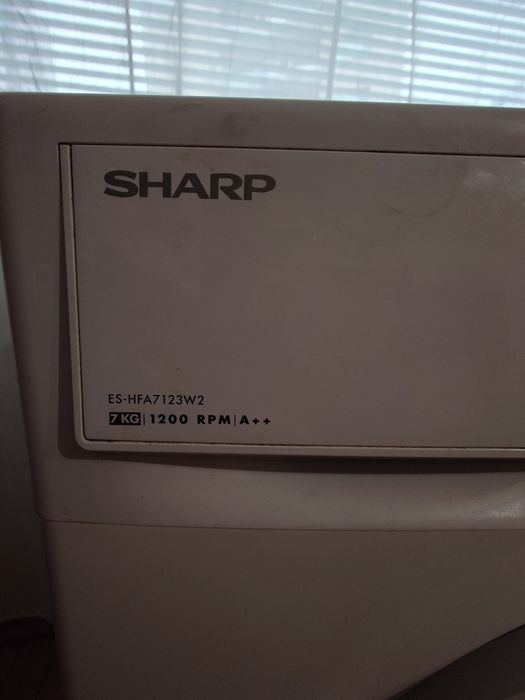 SHARP
ES-HFA7123W2
7 KG | 1200 RPM | A++